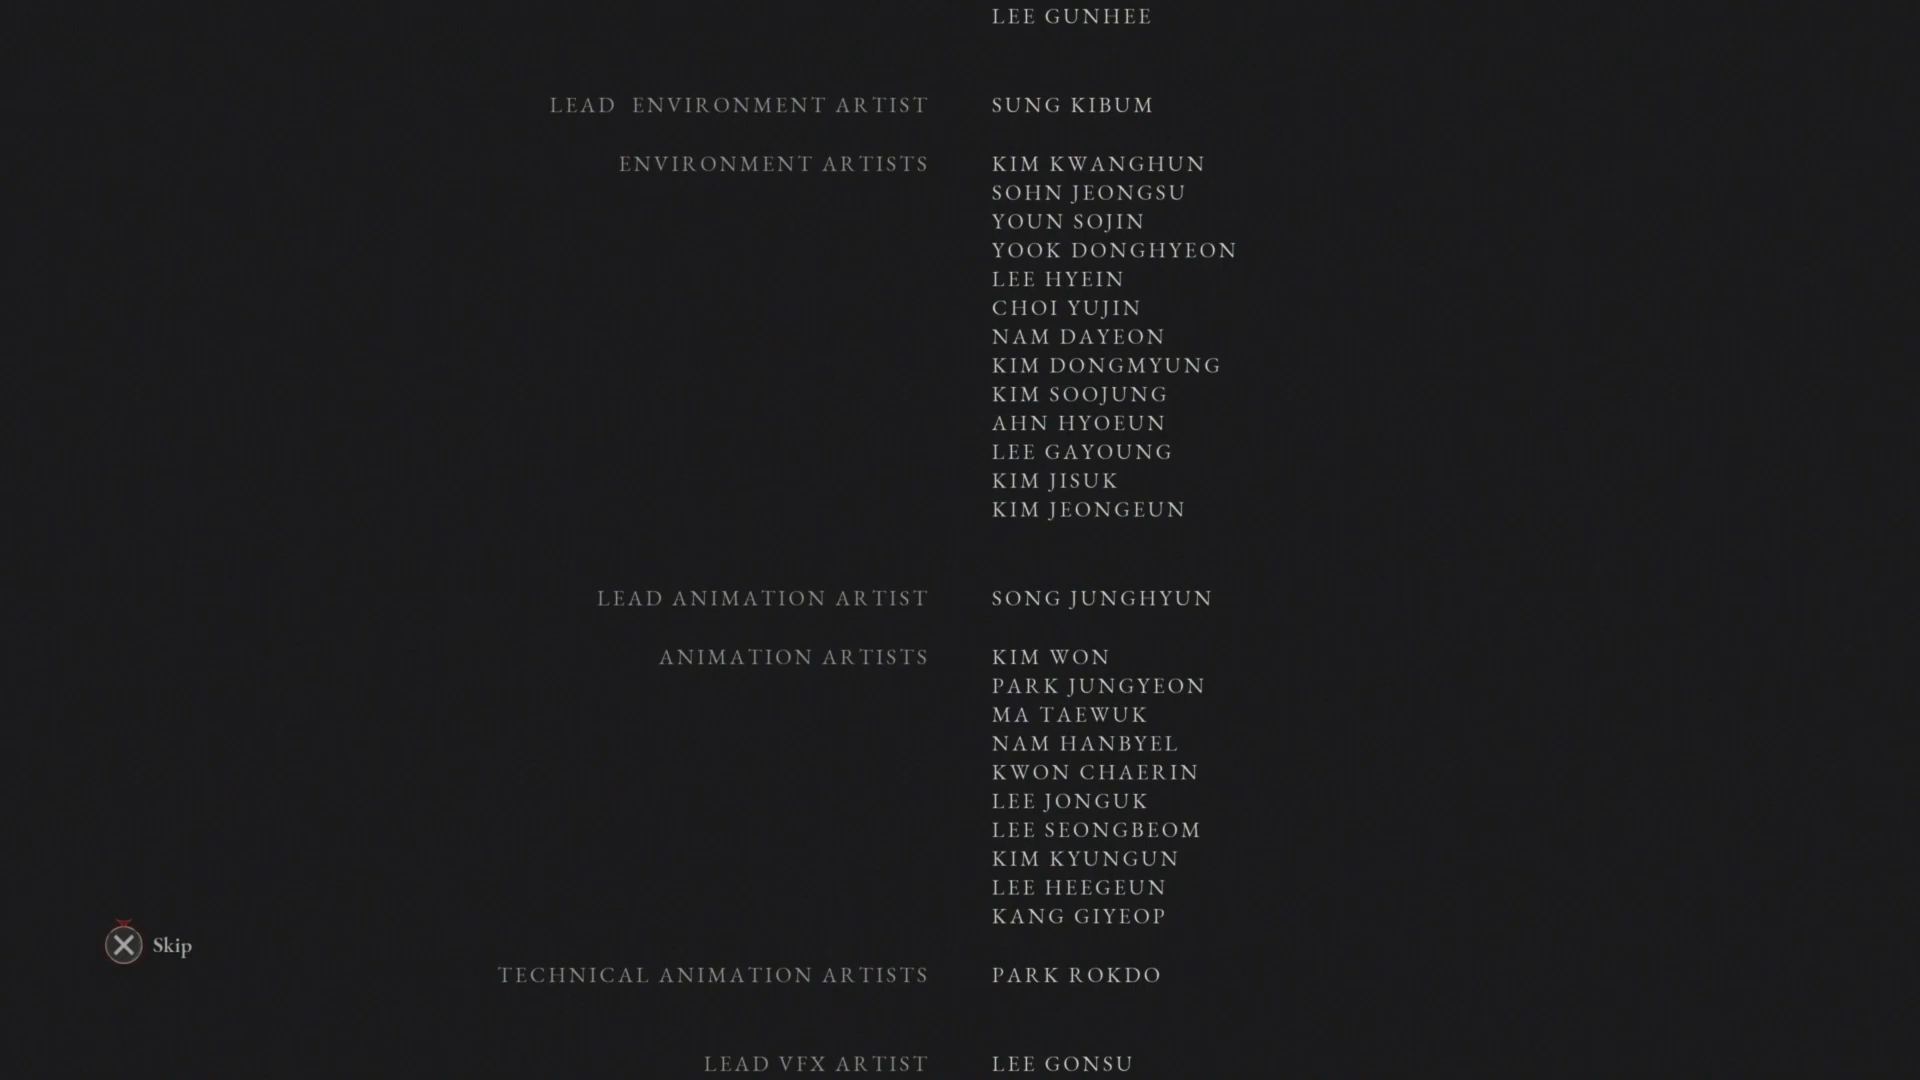 LEE GUNHEE
LEAD ENVIRONMENT ARTIST SUNG KIBUM
ENVIRONMENT ARTISTS KIM KWANGHUN
SOHN JEONGSU
YOUN SOJIN
YOOK DONGHYEON
LEE HYEIN
CHOI YUJIN
NAM DAYEON
KIM DONGMYUNG
KIM SOOJUNG
AHN HYOEUN
LEE GAYOUNG
KIM JISUK
KIM JEONGEUN
LEAD ANIMATION ARTIST SONG JUNGHYUN
ANIMATION ARTISTS KIM WON
PARK JUNGYEON
MA TAEWUK
NAM HANBYEL
KWON CHAERIN
LEE JONGUK
LEE SEONGBEOM
KIM KYUNGUN
LEE HEEGEUN
KANG GIYEOP
Skip
TECHNICAL ANIMATION ARTISTS PARK ROKDO
LEAD VFX ARTIST LEE GONSU